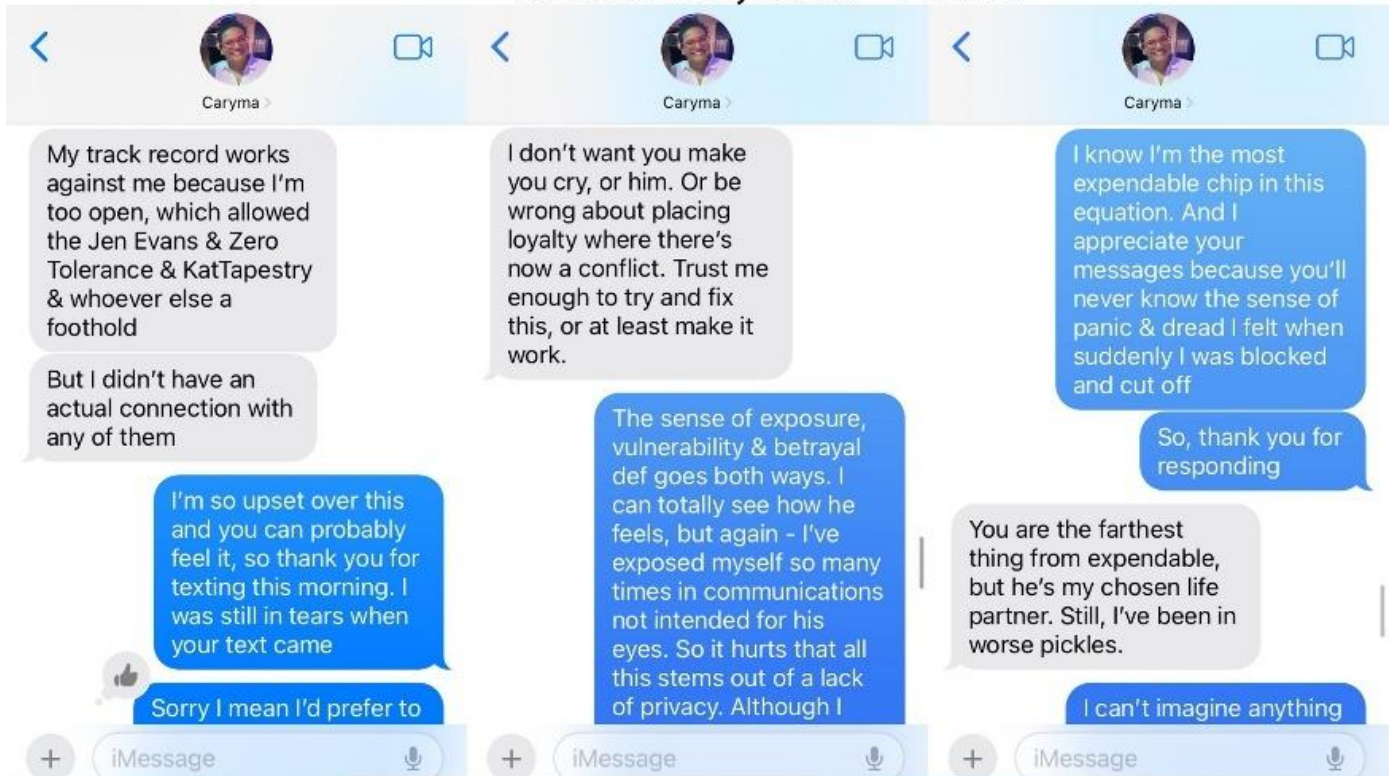 Caryma
My track record works
against me because I'm
too open, which allowed
the Jen Evans & Zero
Tolerance & KatTapestry
& whoever else a
foothold
But I didn't have an
actual connection with
any of them
I'm so upset over this
and you can probably
feel it, so thank you for
texting this morning. I
was still in tears when
your text came
Sorry I mean I'd prefer to
iMessage
Caryma
I don't want you make
you cry, or him. Or be
wrong about placing
loyalty where there's
now a conflict. Trust me
enough to try and fix
this, or at least make it
work.
The sense of exposure,
vulnerability & betrayal
def goes both ways. I
can totally see how he
feels, but again - I've
exposed myself so many
times in communications
not intended for his
eyes. So it hurts that all
this stems out of a lack
of privacy. Although I
iMessage
Caryma
I know I'm the most
expendable chip in this
equation. And I
appreciate your
messages because you'll
never know the sense of
panic & dread I felt when
suddenly I was blocked
and cut off
So, thank you for
responding
You are the farthest
thing from expendable,
but he's my chosen life
partner. Still, I've been in
worse pickles.
I can't imagine anything
iMessage